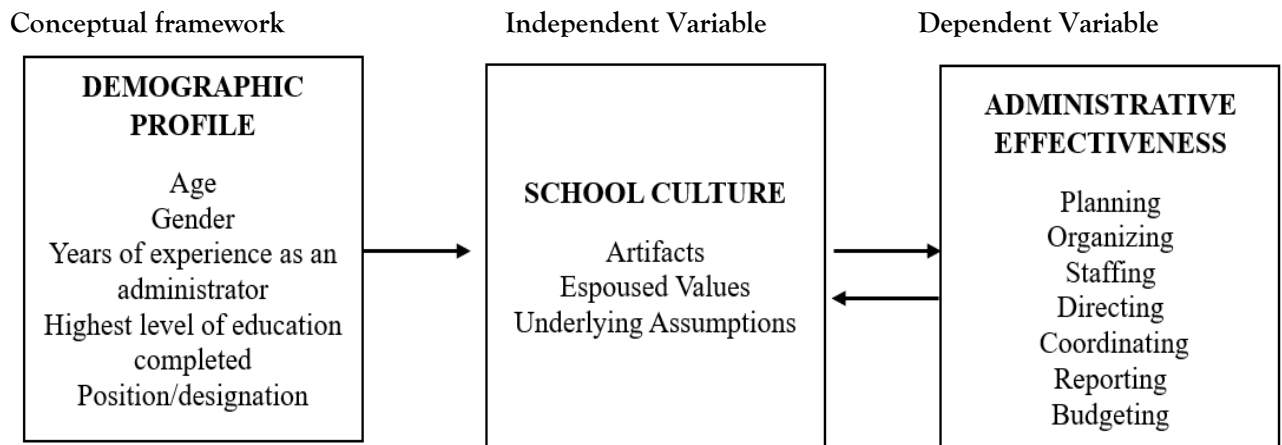 Conceptual framework
Independent Variable
Dependent Variable
DEMOGRAPHIC
PROFILE
Age
Gender
Years of experience as an
administrator
Highest level of education
completed
Position/designation
SCHOOL CULTURE
Artifacts
Espoused Values
Underlying Assumptions
ADMINISTRATIVE
EFFECTIVENESS
Planning
Organizing
Staffing
Directing
Coordinating
Reporting
Budgeting